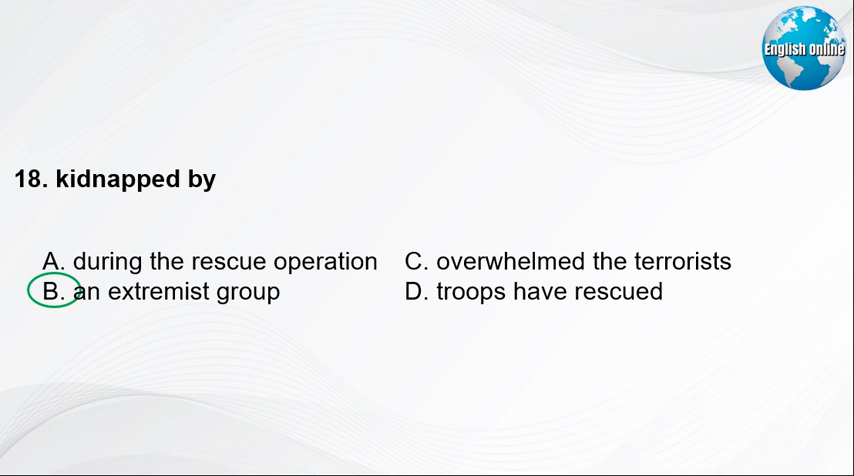 English Online
18. kidnapped by
A. during the rescue operation C. overwhelmed the terrorists
B. an extremist group D. troops have rescued